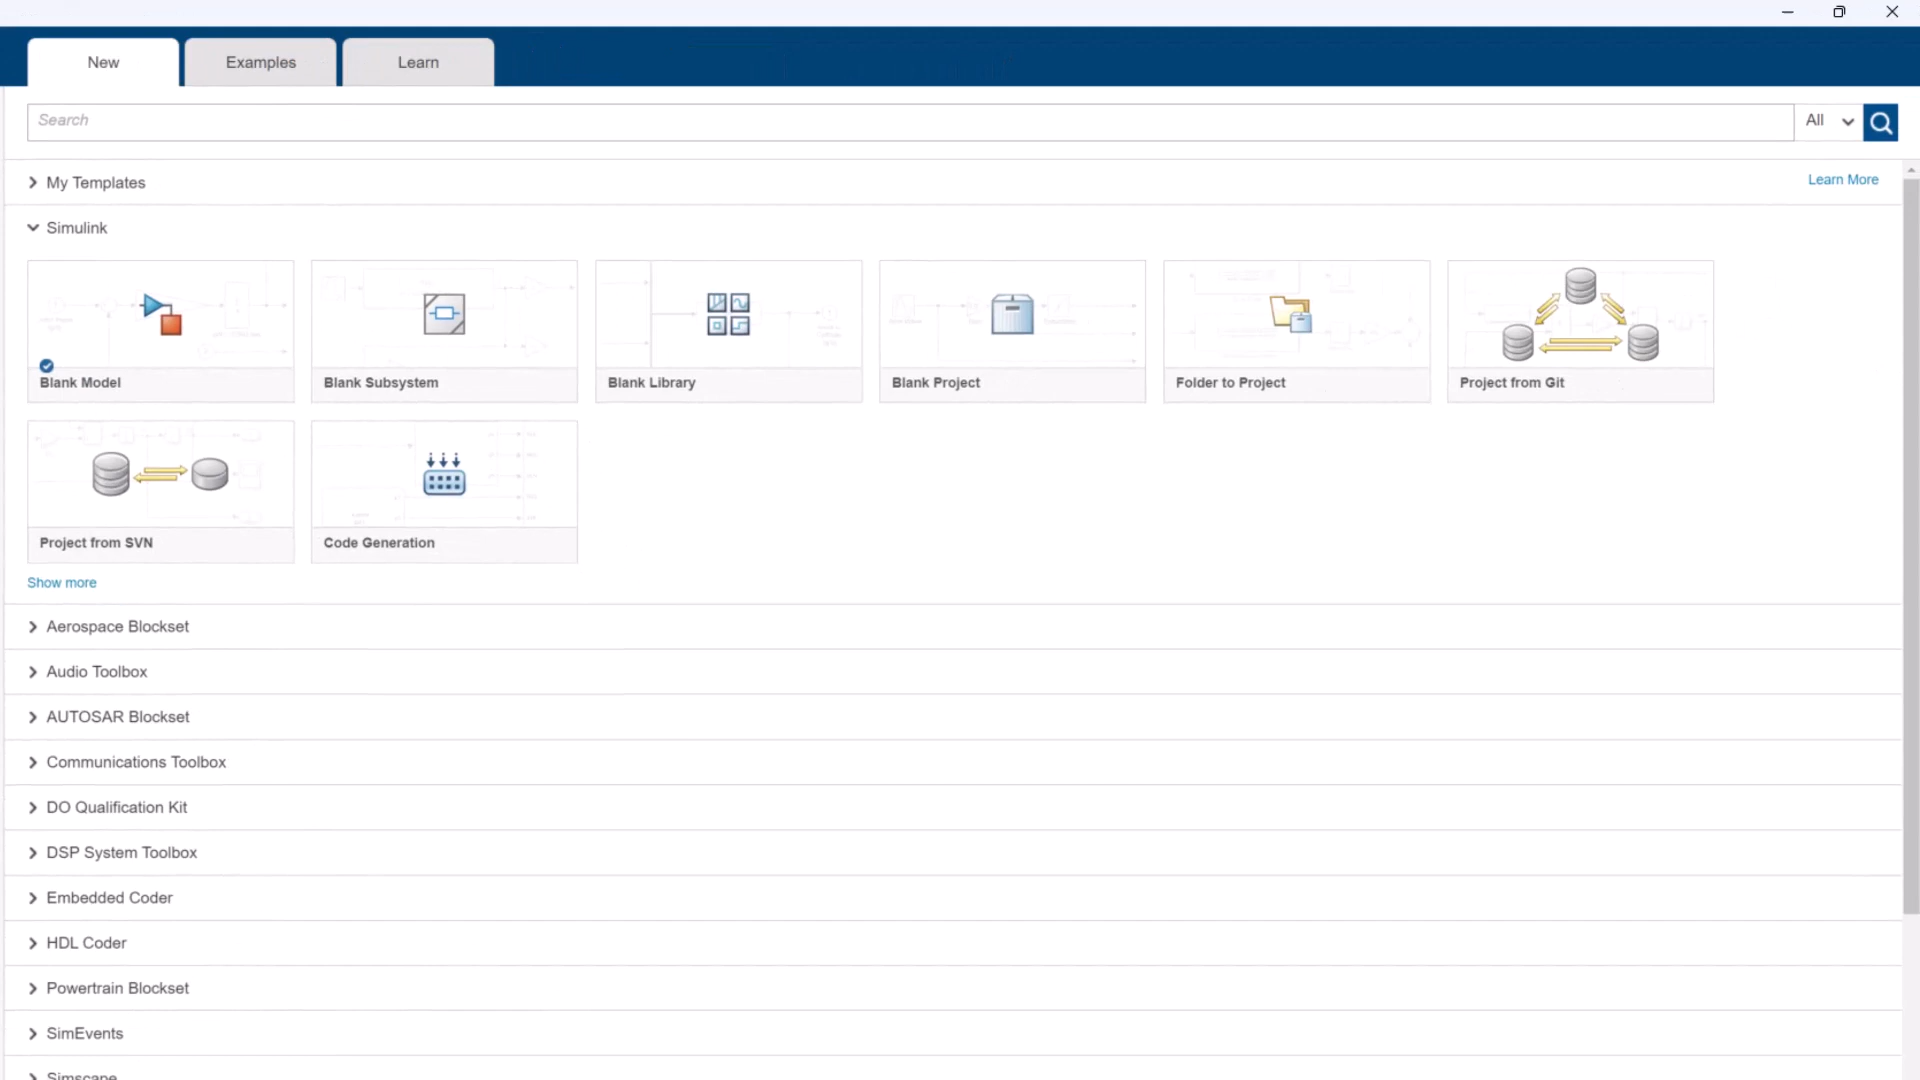 New
Examples
Learn
Search
All
My Templates
Learn More
Simulink
Blank Model
Blank Subsystem
Blank Library
Blank Project
Folder to Project
Project from Git
Project from SVN
Code Generation
Show more
Aerospace Blockset
Audio Toolbox
AUTOSAR Blockset
Communications Toolbox
DO Qualification Kit
DSP System Toolbox
Embedded Coder
HDL Coder
Powertrain Blockset
SimEvents
Simscape